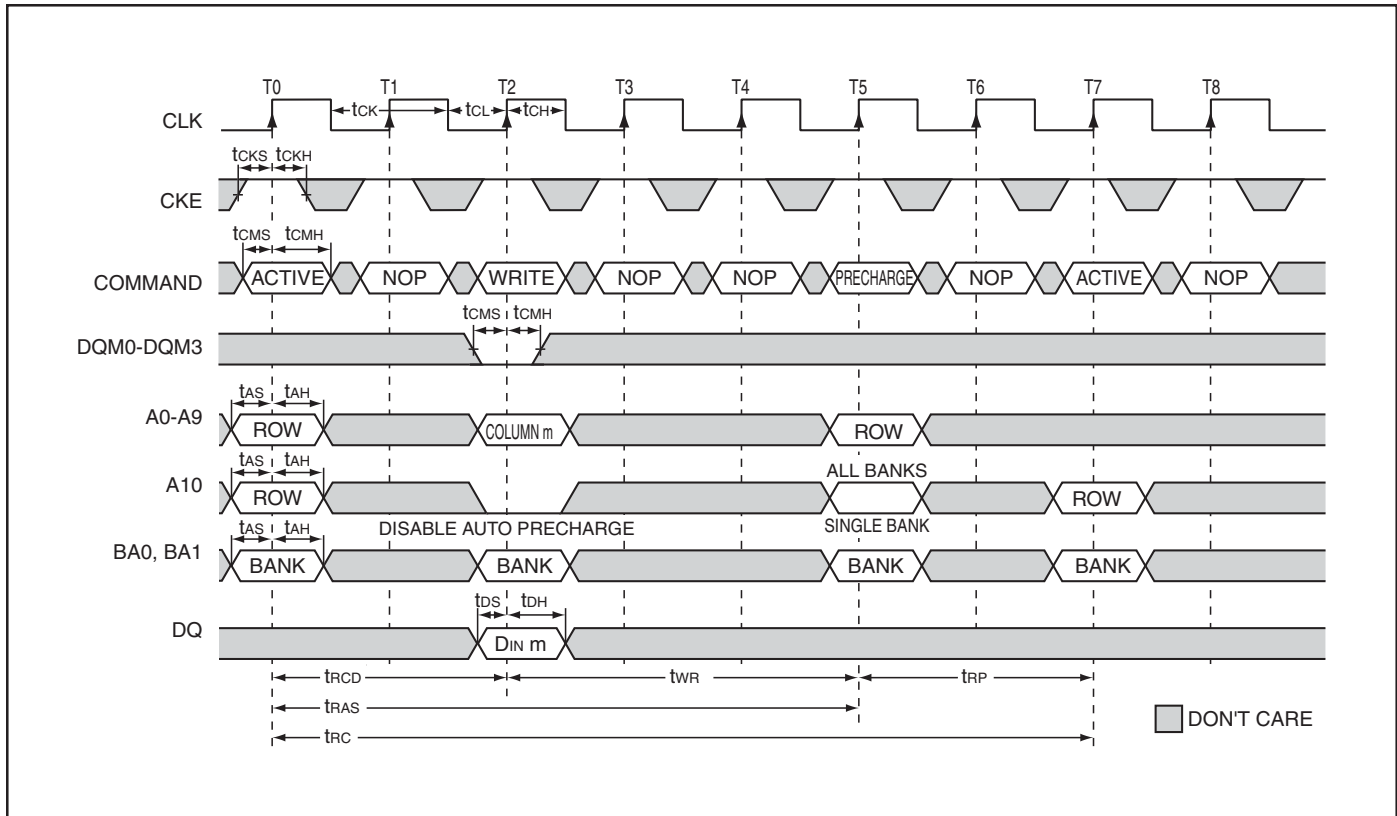 T0 T1 T2 T3 T4 T5 T6 T7 T8
tCK tCL tCH
CLK
tCKS tCKH
CKE
tCMS tCMH
COMMAND ACTIVE NOP WRITE NOP NOP PRECHARGE NOP ACTIVE NOP
tCMS tCMH
DQM0-DQM3
tAS tAH
A0-A9 ROW COLUMN m ROW
tAS tAH ALL BANKS
A10 ROW ROW
tAS tAH DISABLE AUTO PRECHARGE SINGLE BANK
BA0, BA1 BANK BANK BANK BANK
tDS tDH
DQ DIN m
tRCD tWR tRP
tRAS
DON'T CARE
tRC